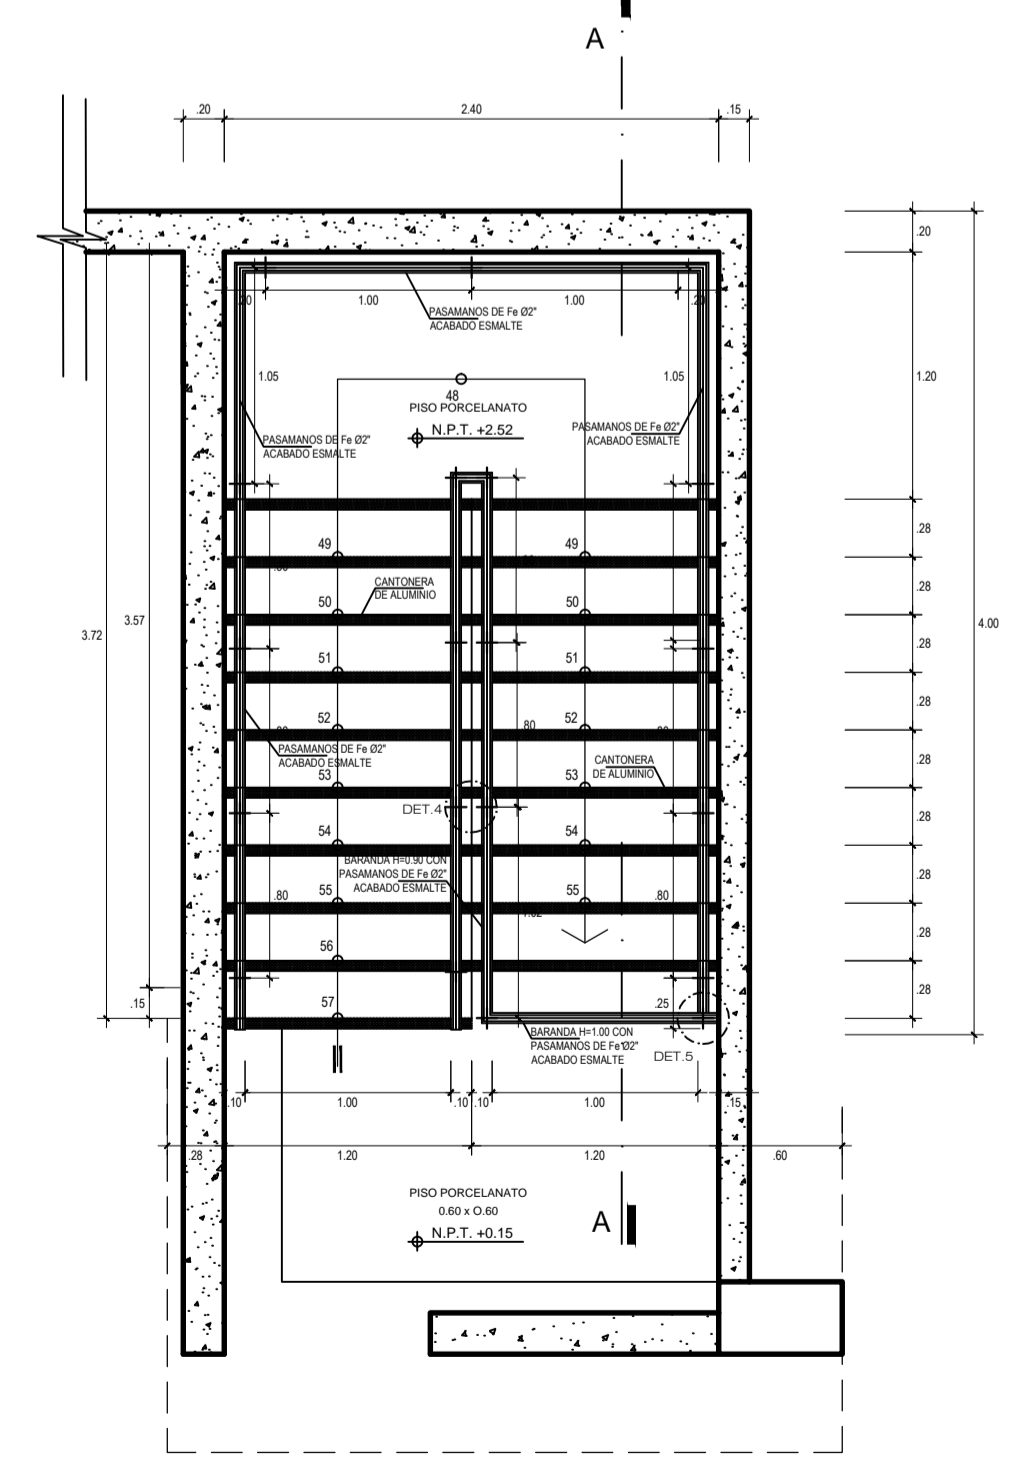 A
.20
2.40
.15
.20
.20
1.00
1.00
.20
PASAMANOS DE Fe Ø2"
ACABADO ESMALTE
1.05
1.05
1.20
48
PISO PORCELANATO
N.P.T. +2.52
PASAMANOS DE Fe Ø2"
ACABADO ESMALTE
PASAMANOS DE Fe Ø2"
ACABADO ESMALTE
49
49
.28
CANTONERA
DE ALUMINIO
50
50
.28
3.72
3.57
4.00
51
51
.28
52
52
.28
.80
PASAMANOS DE Fe Ø2"
ACABADO ESMALTE
CANTONERA
DE ALUMINIO
53
53
.28
DET.4
54
54
.28
BARANDA H=0.90 CON
PASAMANOS DE Fe Ø2"
ACABADO ESMALTE
.80
55
55
.80
.28
56
.28
.15
57
.25
.28
BARANDA H=1.00 CON
PASAMANOS DE Fe Ø2"
ACABADO ESMALTE
DET.5
.10
1.00
.10
.10
1.00
.15
.28
1.20
1.20
.60
PISO PORCELANATO
0.60 x O.60
N.P.T. +0.15
A